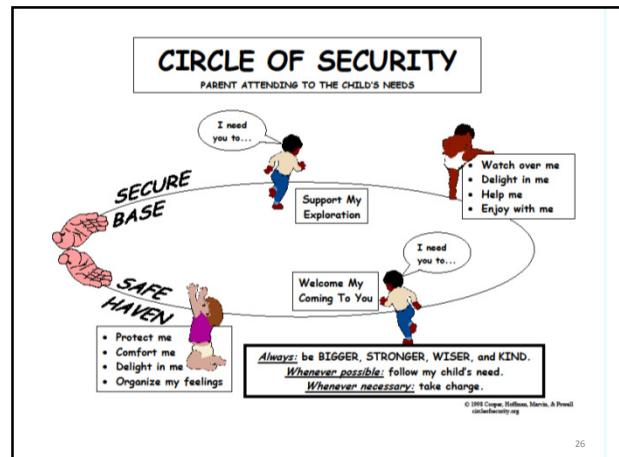 CIRCLE OF SECURITY
PARENT ATTENDING TO THE CHILD'S NEEDS
I need
you to...
SECURE
BASE
Support My
Exploration
• Watch over me
• Delight in me
• Help me
• Enjoy with me
I need
you to...
Welcome My
Coming To You
SAFE
HAVEN
• Protect me
• Comfort me
• Delight in me
• Organize my feelings
Always: be BIGGER, STRONGER, WISER, and KIND.
Whenever possible: follow my child's need.
Whenever necessary: take charge.
© 1998 Cooper, Hoffman, Marvin, & Powell
circleofsecurity.org
26